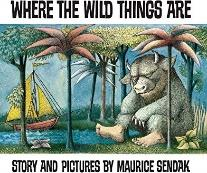 WHERE THE WILD THINGS ARE
STORY AND PICTURES BY MAURICE SENDAK